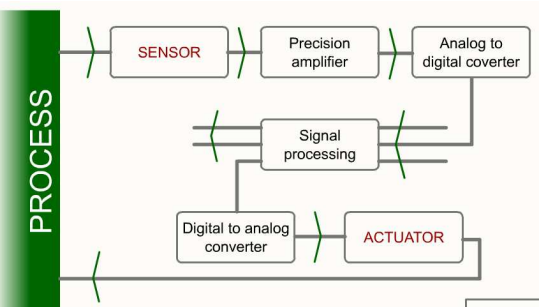 PROCESS
SENSOR
Precision
amplifier
Analog to
digital coverter
Signal
processing
Digital to analog
converter
ACTUATOR